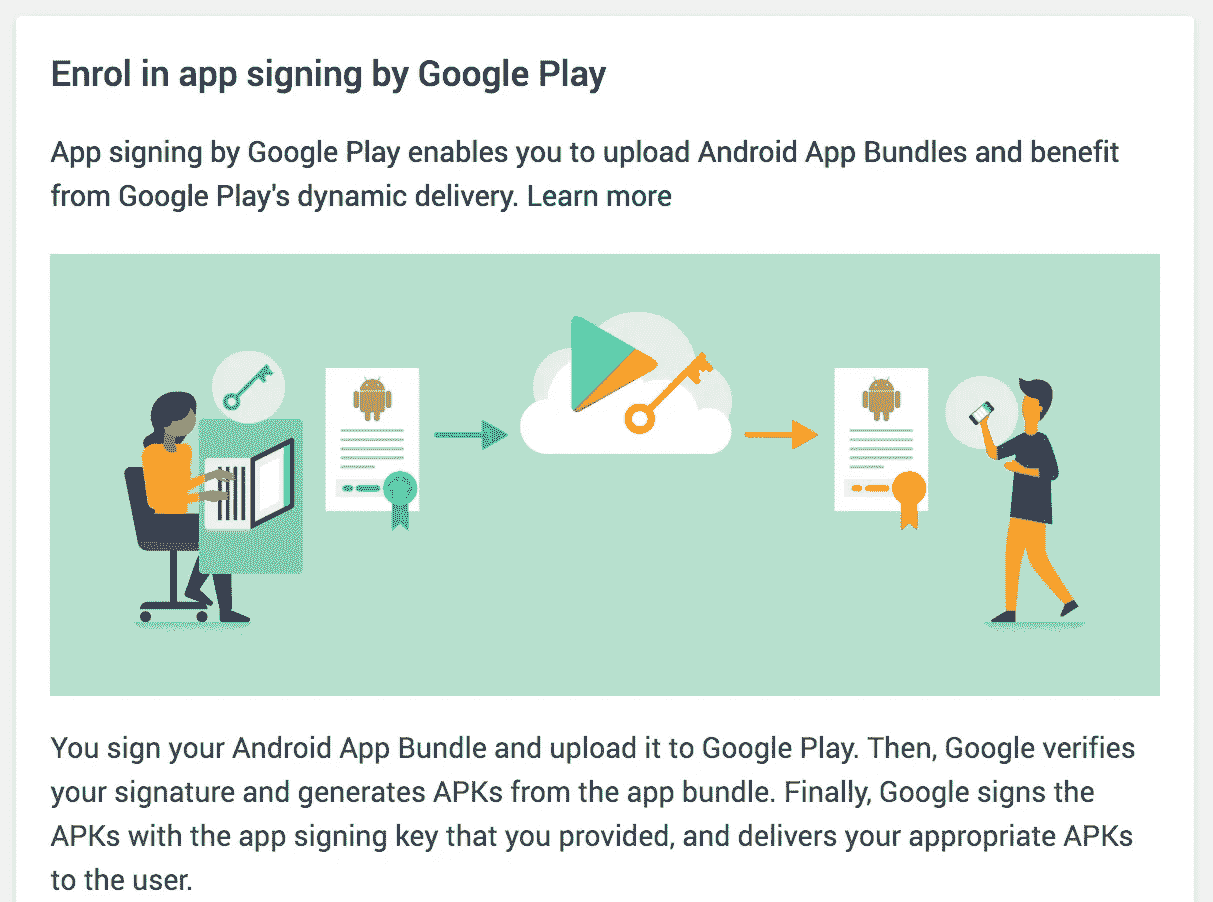 Enrol in app signing by Google Play
App signing by Google Play enables you to upload Android App Bundles and benefit
from Google Play's dynamic delivery. Learn more
You sign your Android App Bundle and upload it to Google Play. Then, Google verifies
your signature and generates APKs from the app bundle. Finally, Google signs the
APKs with the app signing key that you provided, and delivers your appropriate APKs
to the user.